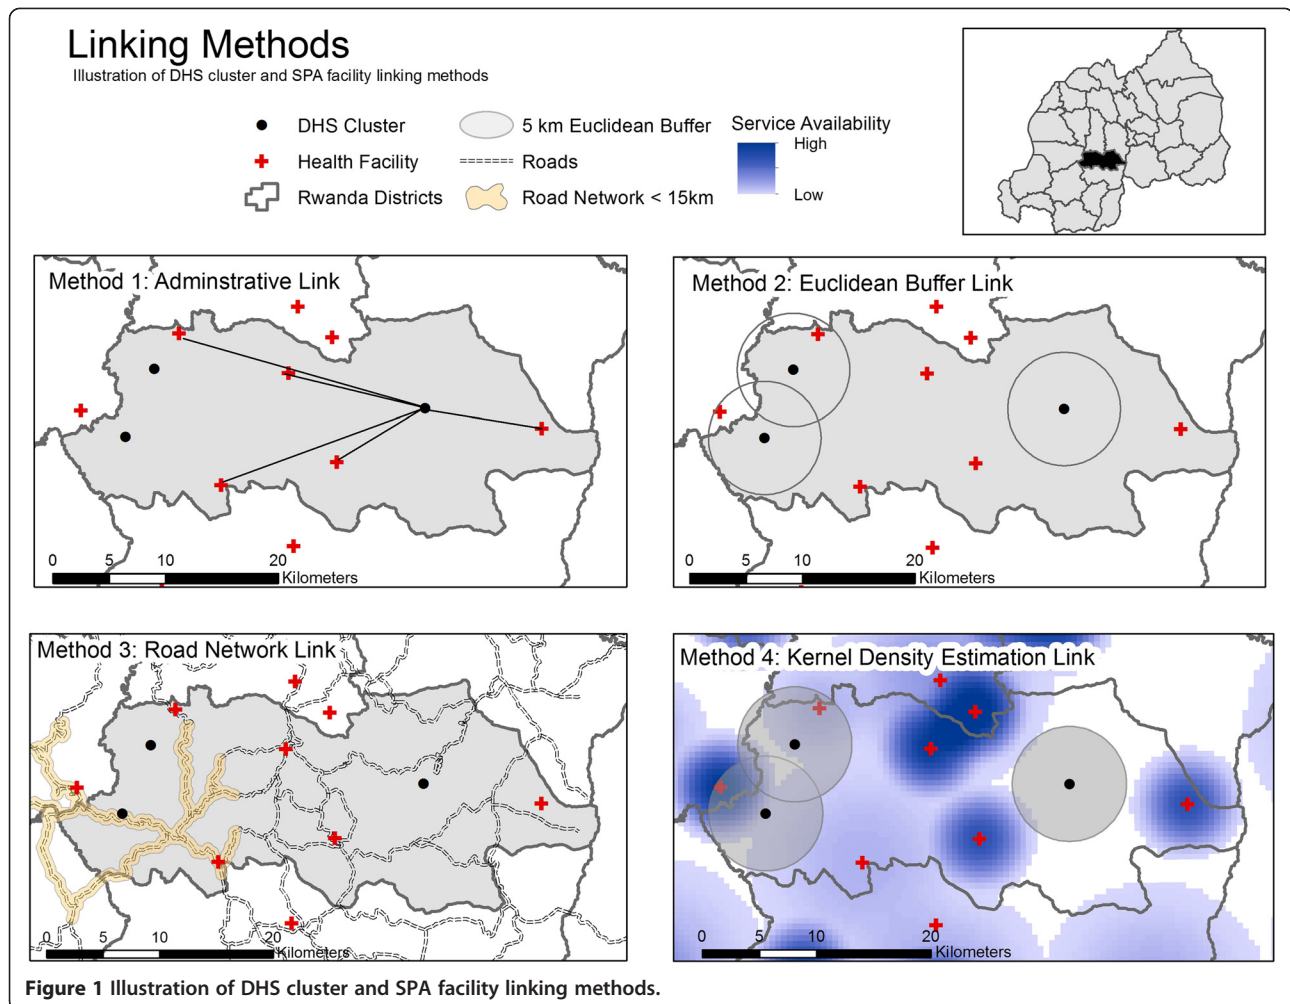 Linking Methods
Illustration of DHS cluster and SPA facility linking methods
DHS Cluster
5 km Euclidean Buffer
Service Availability
Health Facility
Roads
High
Rwanda Districts
Road Network < 15km
Low
Method 1: Adminstrative Link
0 5 10 20
Kilometers
Method 2: Euclidean Buffer Link
0 5 10 20
Kilometers
Method 3: Road Network Link
0 5 10 20
Kilometers
Method 4: Kernel Density Estimation Link
0 5 10 20
Kilometers
Figure 1 Illustration of DHS cluster and SPA facility linking methods.